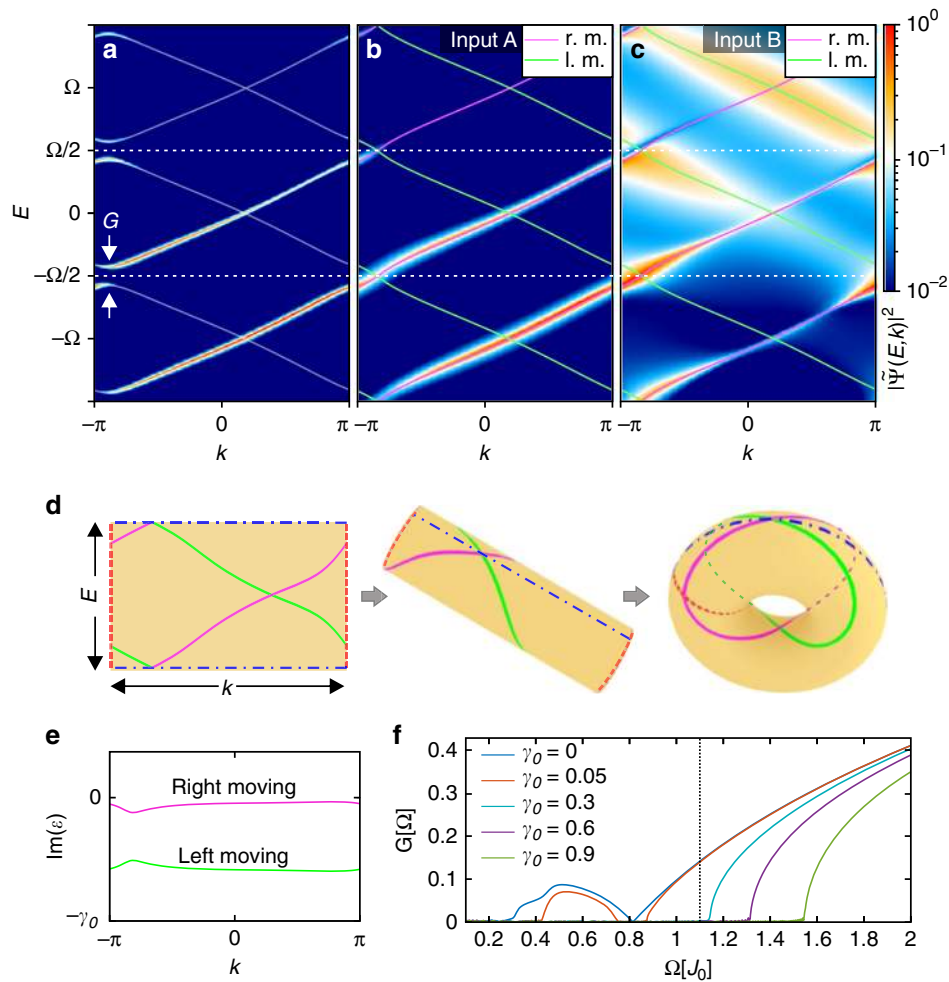 a
b
Input A
r. m.
l. m.
c
Input B
r. m.
l. m.
10⁰
10⁻¹
10⁻²
|Ψ̃(E,k)|²
E
Ω
Ω/2
0
−Ω/2
−Ω
G
−π 0 π
k
−π 0 π
k
−π 0 π
k
d
E
k
e
Im(ε)
0
−γ₀
Right moving
Left moving
−π 0 π
k
f
G[Ω]
0.4
0.3
0.2
0.1
0
γ₀ = 0
γ₀ = 0.05
γ₀ = 0.3
γ₀ = 0.6
γ₀ = 0.9
0.2 0.4 0.6 0.8 1 1.2 1.4 1.6 1.8 2
Ω[J₀]